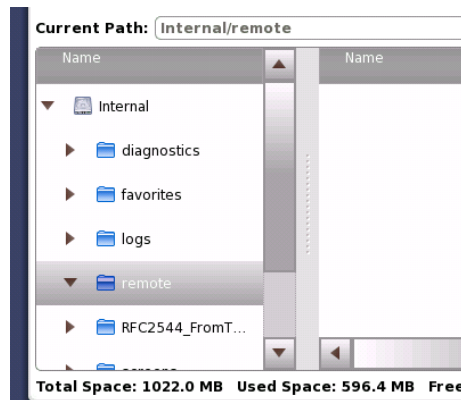 Current Path: Internal/remote
Name
Name
Internal
diagnostics
favorites
logs
remote
RFC2544_FromT...
Total Space: 1022.0 MB Used Space: 596.4 MB Free